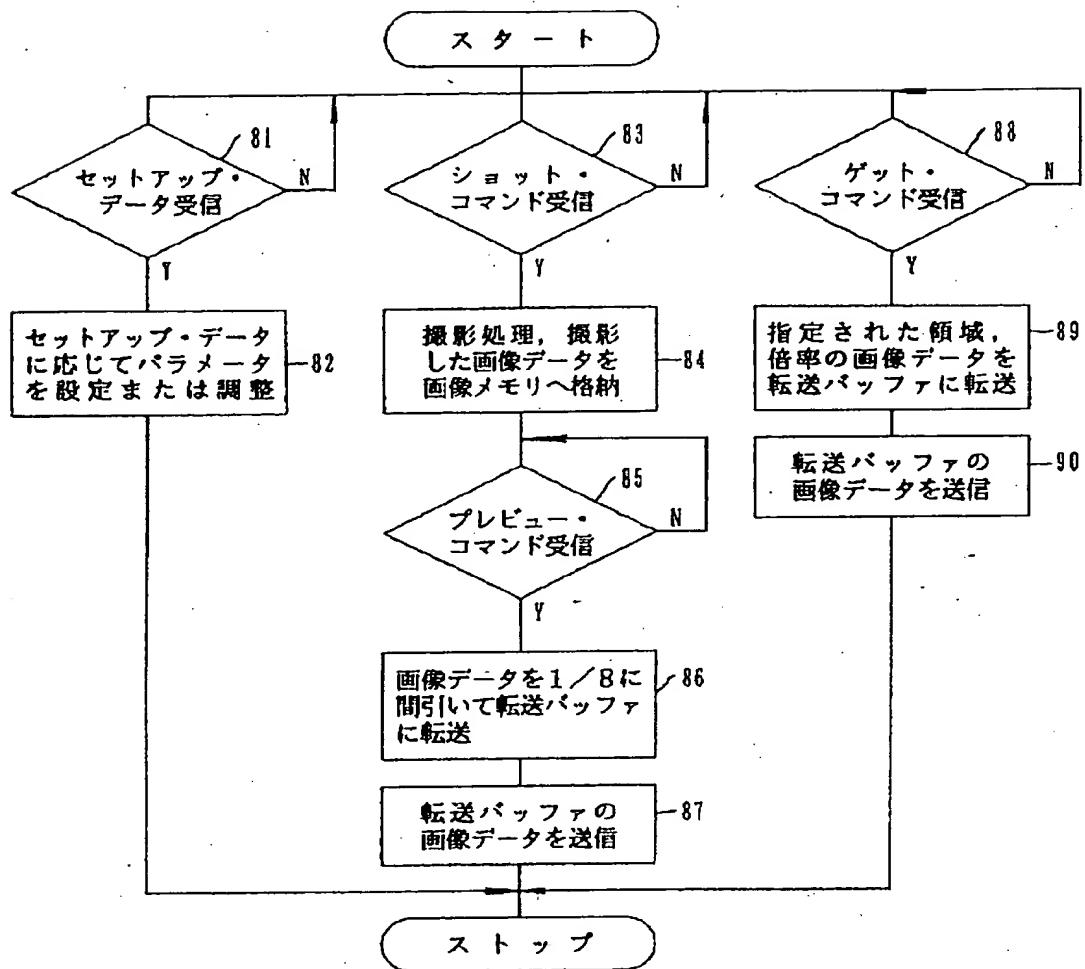 スタート
81
セットアップ・
データ受信
N
Y
セットアップ・データ
に応じてパラメータ
を設定または調整
82
83
ショット・
コマンド受信
N
Y
撮影処理,撮影
した画像データを
画像メモリへ格納
84
85
プレビュー・
コマンド受信
N
Y
画像データを1/8に
間引いて転送バッファ
に転送
86
転送バッファの
画像データを送信
87
88
ゲット・
コマンド受信
N
Y
指定された領域,
倍率の画像データを
転送バッファに転送
89
転送バッファの
画像データを送信
90
ストップ